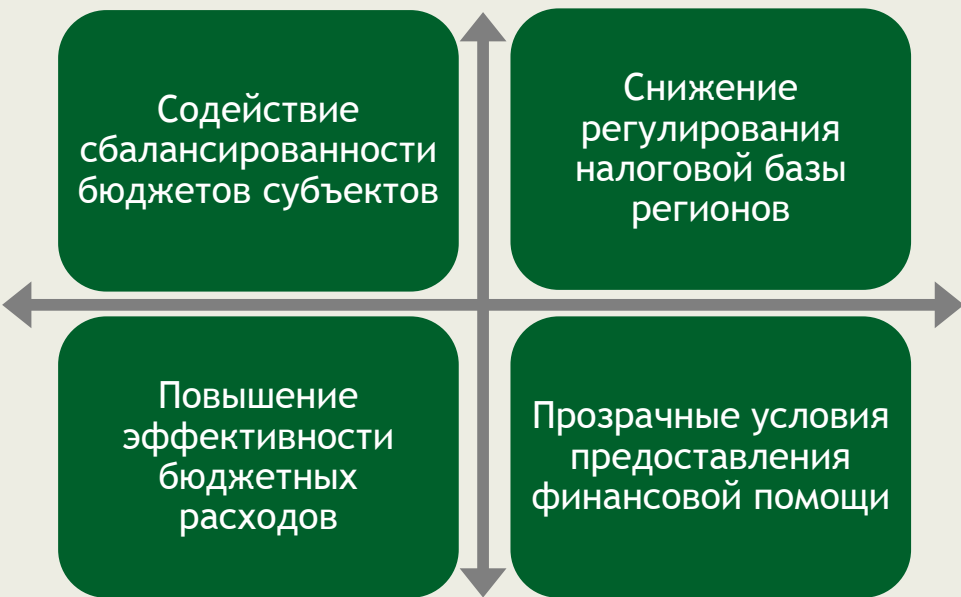 Содействие
сбалансированности
бюджетов субъектов
Снижение
регулирования
налоговой базы
регионов
Повышение
эффективности
бюджетных
расходов
Прозрачные условия
предоставления
финансовой помощи